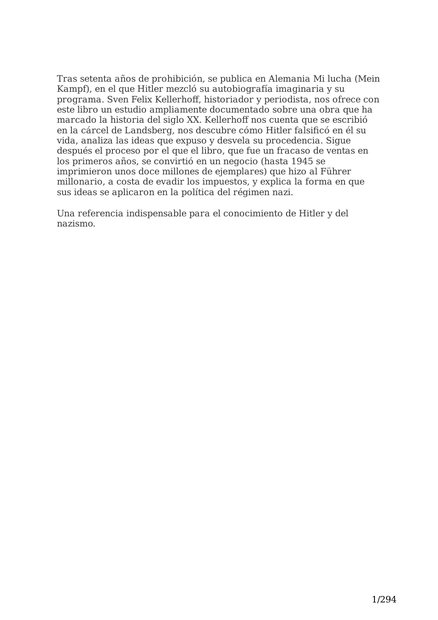 Tras setenta años de prohibición, se publica en Alemania Mi lucha (Mein
Kampf), en el que Hitler mezcló su autobiografía imaginaria y su
programa. Sven Felix Kellerhoff, historiador y periodista, nos ofrece con
este libro un estudio ampliamente documentado sobre una obra que ha
marcado la historia del siglo XX. Kellerhoff nos cuenta que se escribió
en la cárcel de Landsberg, nos descubre cómo Hitler falsificó en él su
vida, analiza las ideas que expuso y desvela su procedencia. Sigue
después el proceso por el que el libro, que fue un fracaso de ventas en
los primeros años, se convirtió en un negocio (hasta 1945 se
imprimieron unos doce millones de ejemplares) que hizo al Führer
millonario, a costa de evadir los impuestos, y explica la forma en que
sus ideas se aplicaron en la política del régimen nazi.
Una referencia indispensable para el conocimiento de Hitler y del
nazismo.
1/294